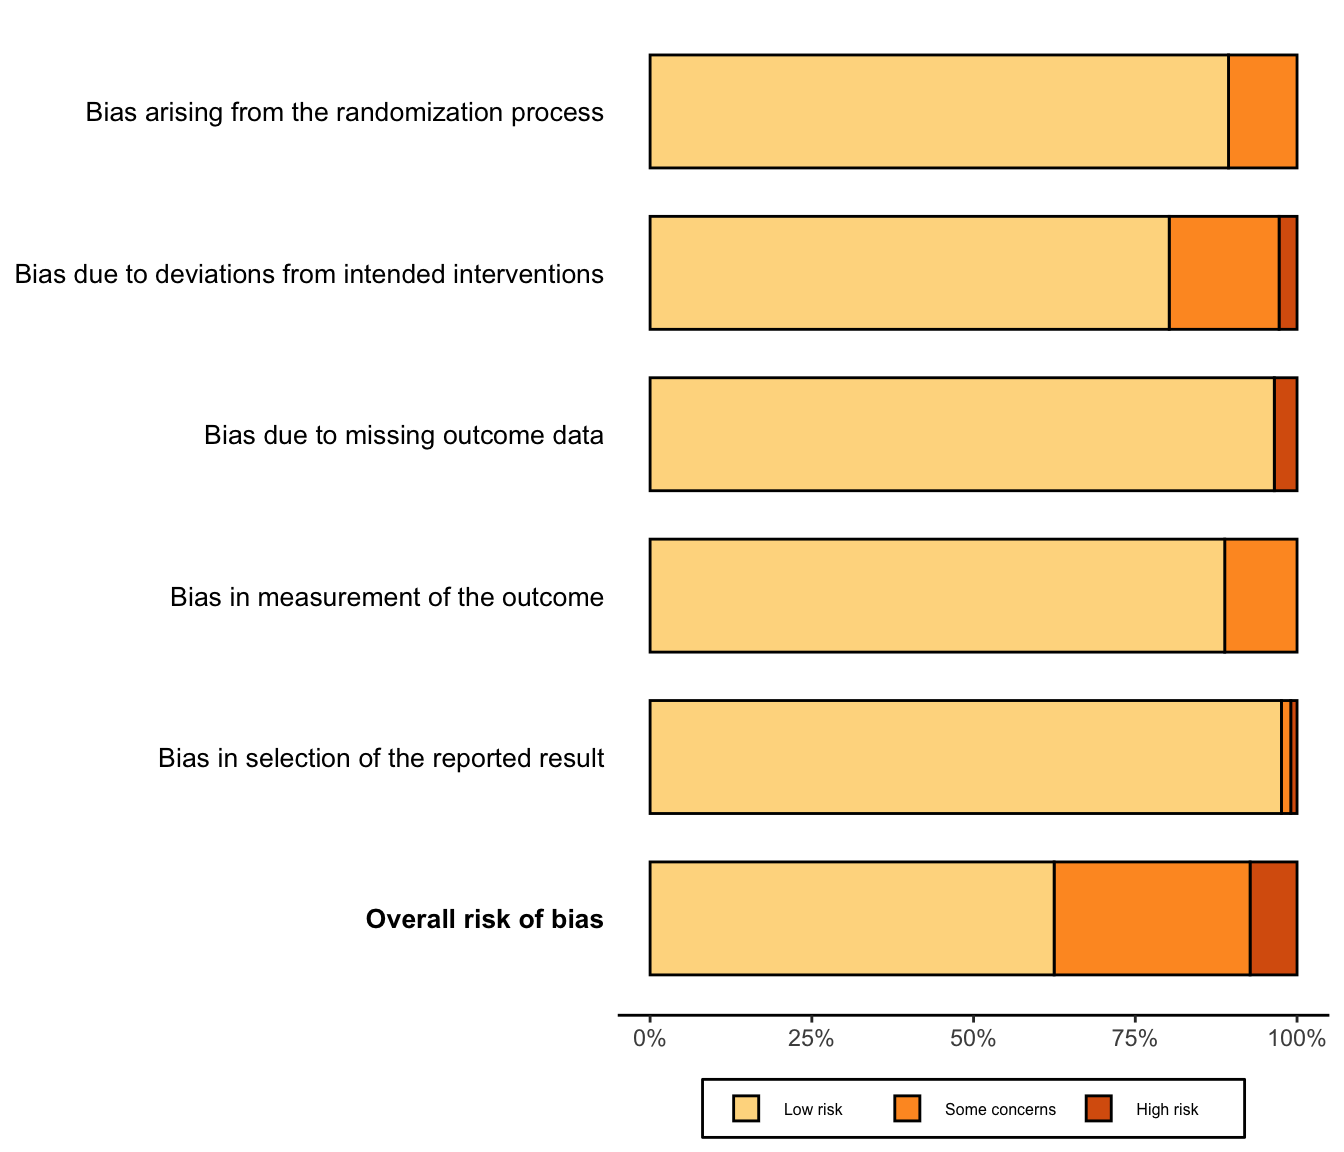 Bias arising from the randomization process
Bias due to deviations from intended interventions
Bias due to missing outcome data
Bias in measurement of the outcome
Bias in selection of the reported result
Overall risk of bias
0% 25% 50% 75% 100%
Low risk Some concerns High risk